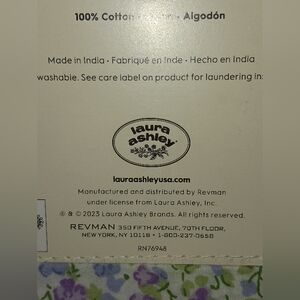 100% Cotton · Algodón
Made in India • Fabriqué en Inde • Hecho en India
washable. See care label on product for laundering in
laura
ashley
lauraashleyusa.com
Manufactured and distributed by Revman
under license from Laura Ashley, Inc.
® & © 2023 Laura Ashley Brands. All rights reserved.
REVMAN 350 FIFTH AVENUE, 70TH FLOOR,
NEW YORK, NY 10118 • 1-800-237-0658
RN76948